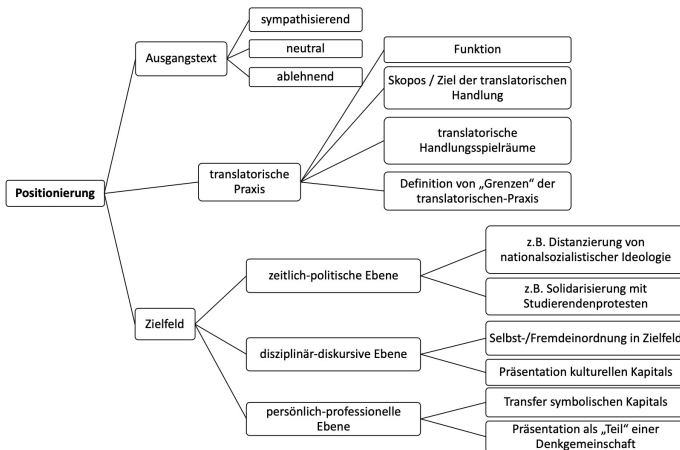 Positionierung
Ausgangstext
sympathisierend
neutral
ablehnend
translatorische
Praxis
Funktion
Skopos / Ziel der translatorischen
Handlung
translatorische
Handlungsspielräume
Definition von „Grenzen“ der
translatorischen-Praxis
Zielfeld
zeitlich-politische Ebene
z.B. Distanzierung von
nationalsozialistischer Ideologie
z.B. Solidarisierung mit
Studierendenprotesten
disziplinär-diskursive Ebene
Selbst-/Fremdeinordnung in Zielfeld
Präsentation kulturellen Kapitals
persönlich-professionelle
Ebene
Transfer symbolischen Kapitals
Präsentation als „Teil“ einer
Denkgemeinschaft